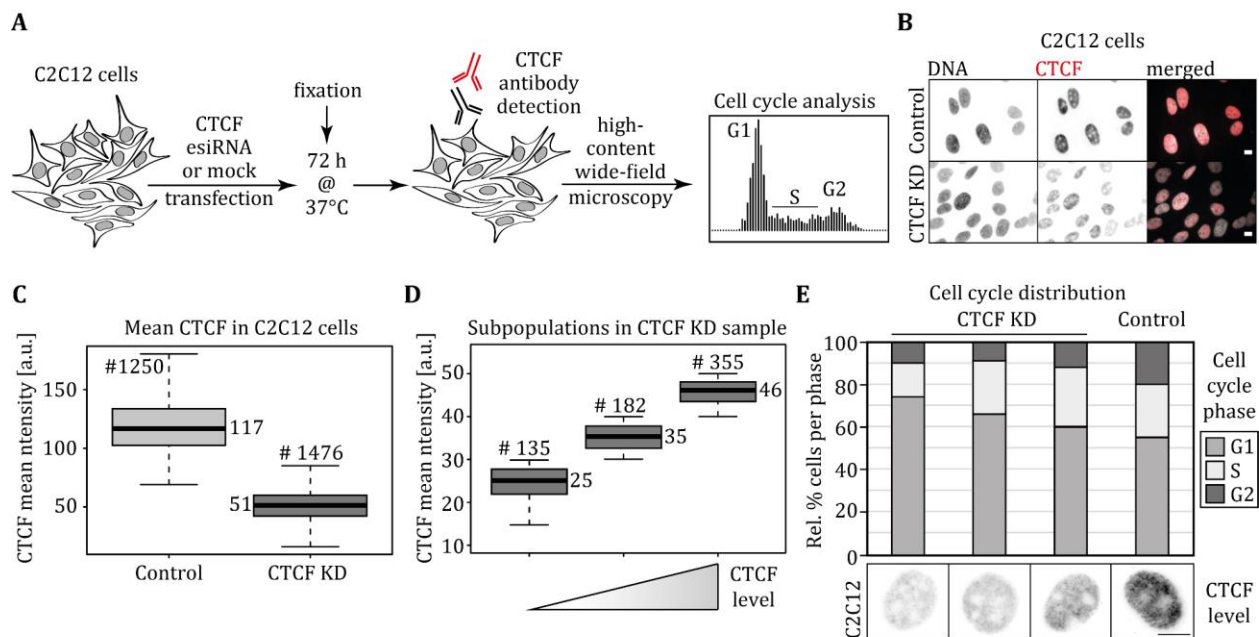 A
C2C12 cells
CTCF
esiRNA
or mock
transfection
fixation
72 h
@
37°C
CTCF
antibody
detection
high-
content
wide-field
microscopy
Cell cycle analysis
G1
S
G2
B
C2C12 cells
DNA CTCF merged
Control
CTCF KD
C
Mean CTCF in C2C12 cells
CTCF mean ntensity [a.u.]
150
100
50
#1250
117
# 1476
51
Control CTCF KD
D
Subpopulations in CTCF KD sample
CTCF mean ntensity [a.u.]
50
40
30
20
10
# 135
25
# 182
35
# 355
46
CTCF
level
E
Cell cycle distribution
CTCF KD Control
Rel. % cells per phase
100
80
60
40
20
0
Cell
cycle
phase
G1
S
G2
C2C12
CTCF
level